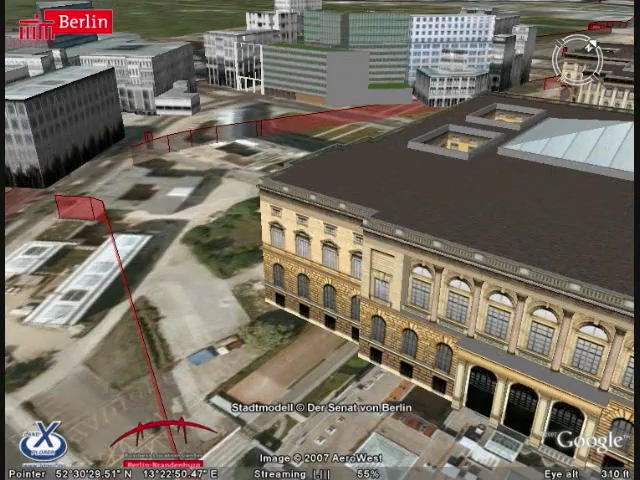 Berlin
Stadtmodell © Der Senat von Berlin
Google
Berlin-Brandenburg
Image © 2007 AeroWest
Pointer 52°30'29.51" N 13°22'50.47" E Streaming ||.|| 55% Eye alt 310 ft